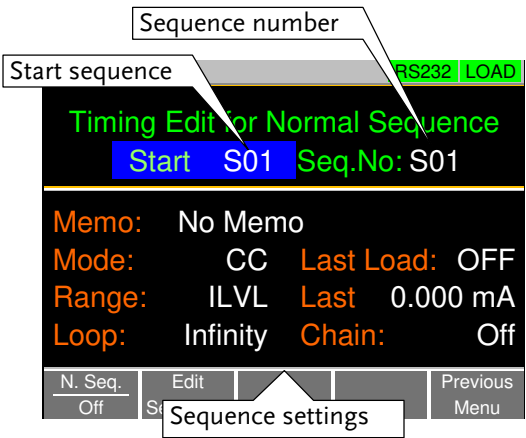 Sequence number
Start sequence
RS232 LOAD
Timing Edit for Normal Sequence
Start S01 Seq.No: S01
Memo: No Memo
Mode: CC Last Load: OFF
Range: ILVL Last 0.000 mA
Loop: Infinity Chain: Off
N. Seq. Edit Previous
Off Menu
Sequence settings